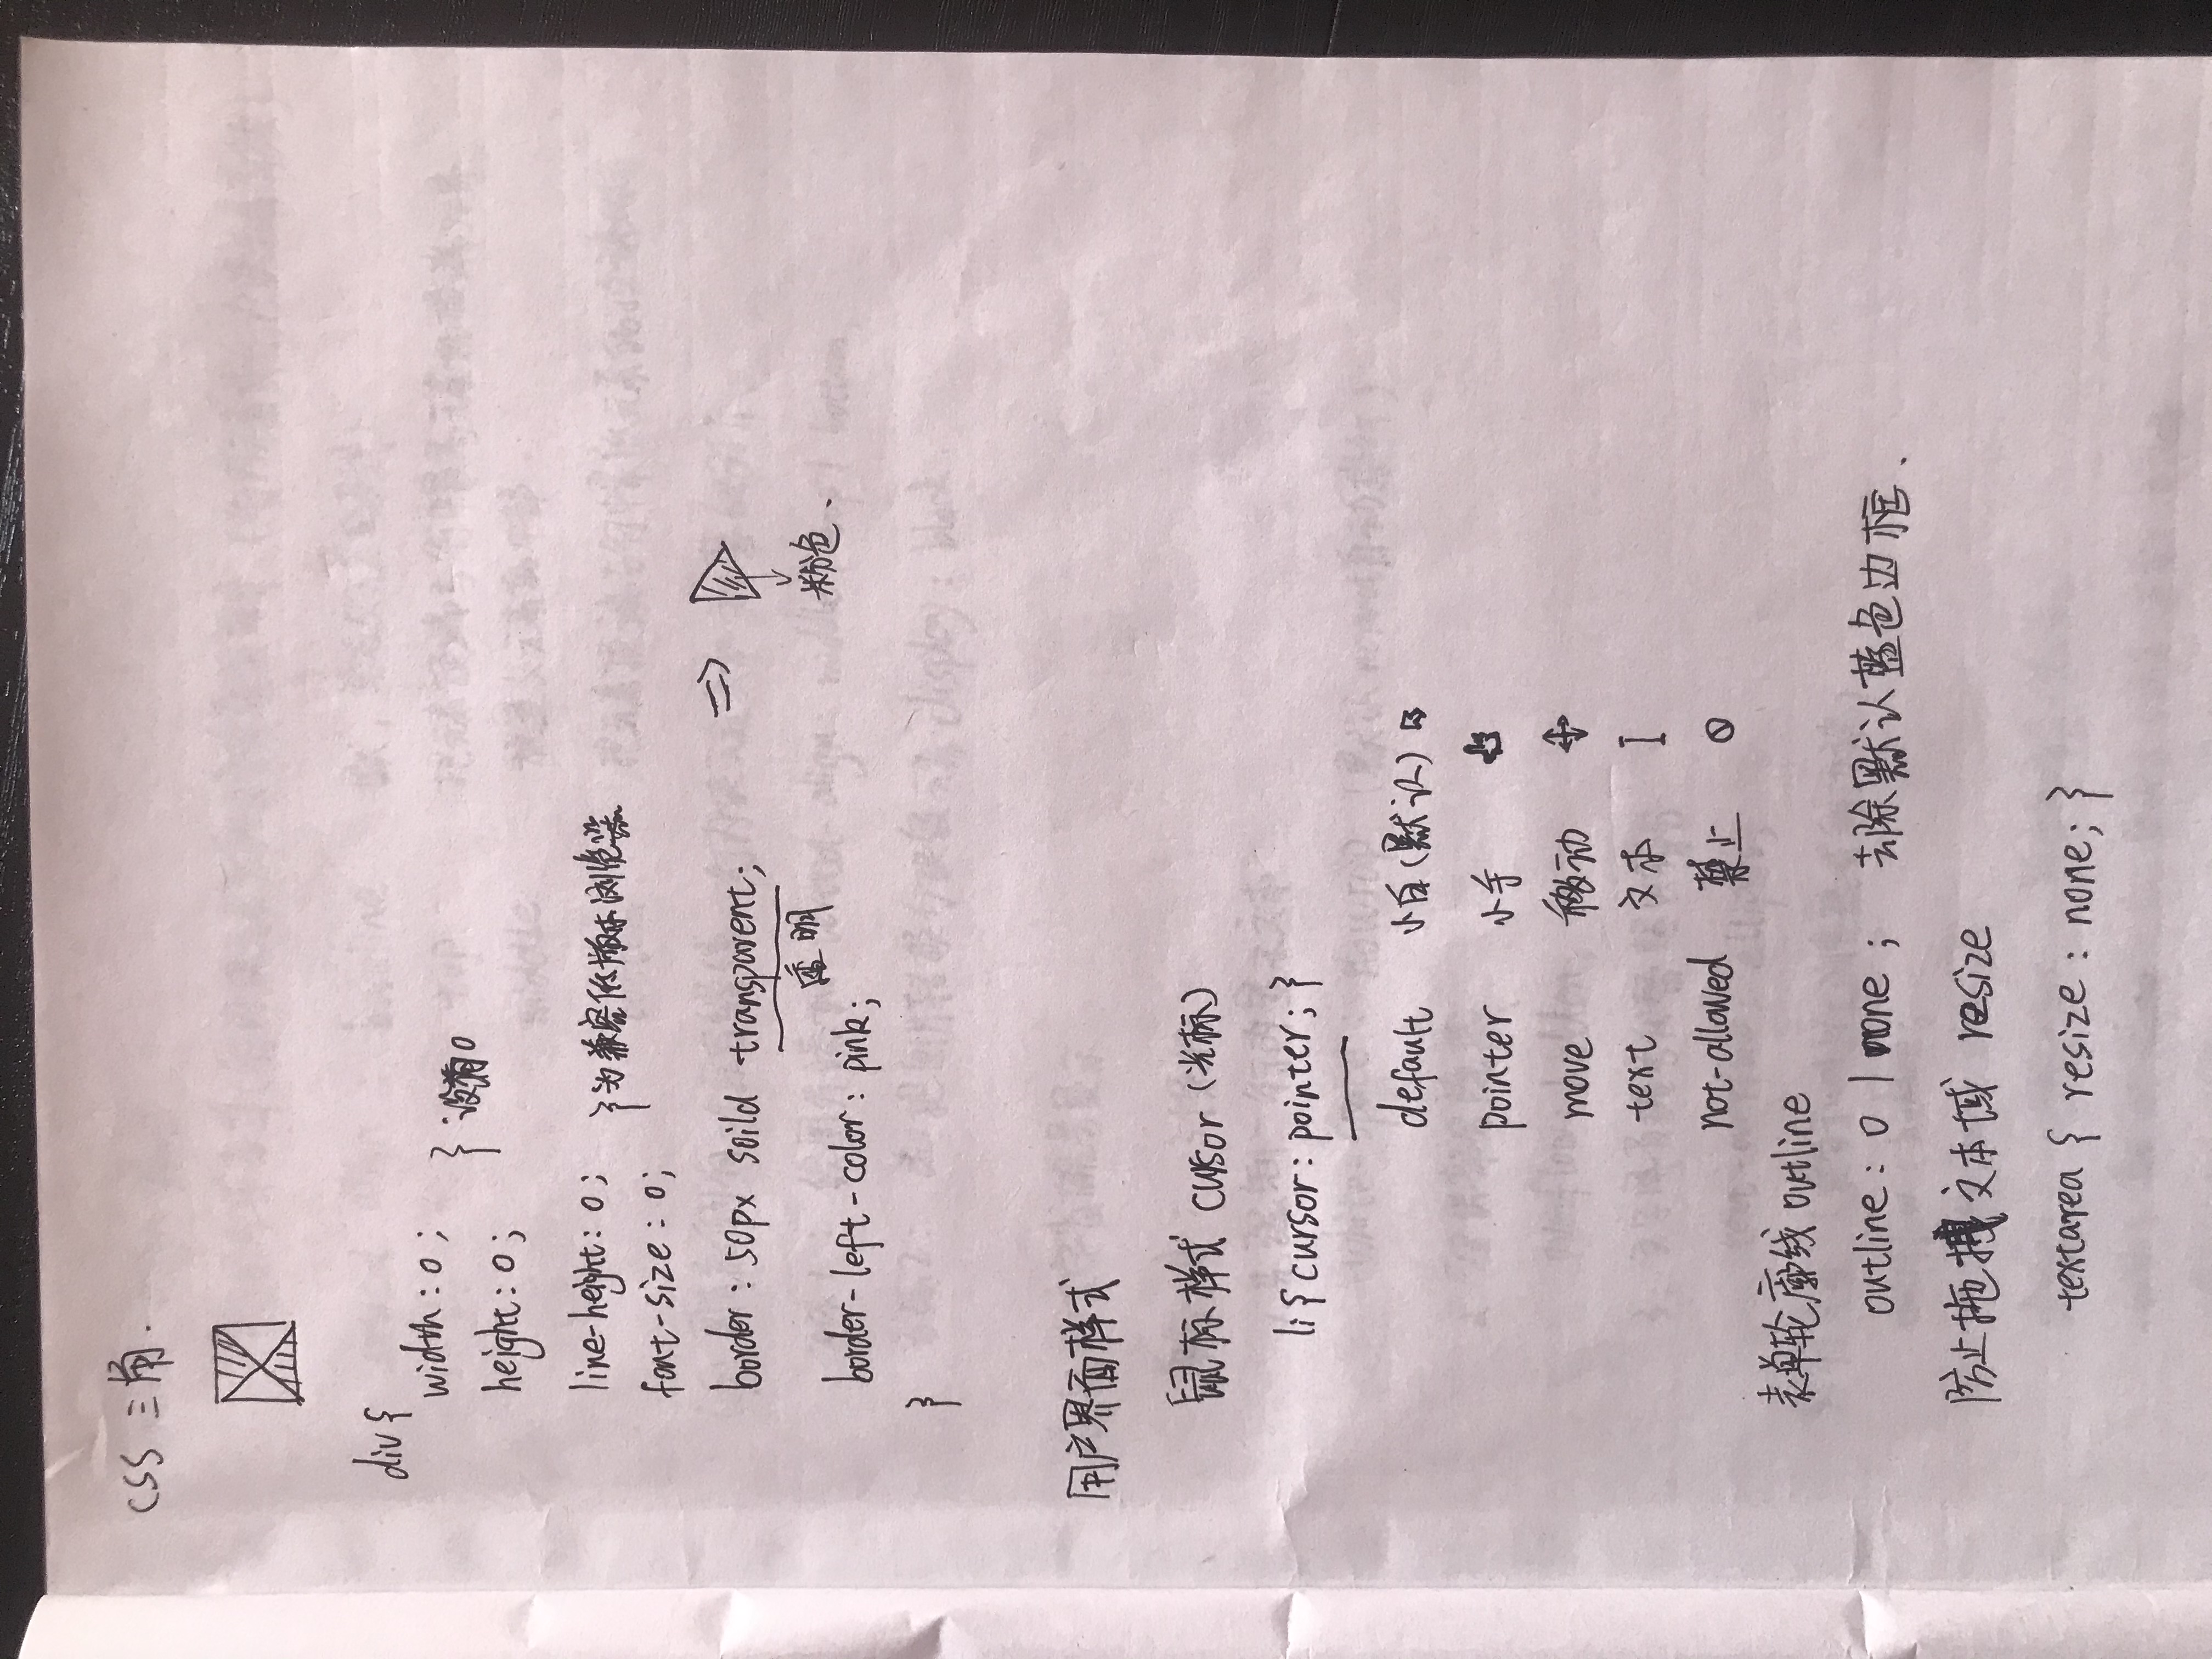 CSS 三角.
div {
width : 0 ;
} 设为0
height : 0 ;
line-height : 0 ;
} 为兼容低版本浏览器
font-size : 0 ;
border : 50px soild transparent; ⇒
透明
粉色.
border-left-color : pink ;
}
用户界面样式
鼠标样式 cursor (光标)
li { cursor : pointer ; }
default 小白(默认)
pointer 小手
move 移动
text 文本
not-allowed 禁止
表单轮廓线 outline
outline : 0 | none ; 去除默认蓝色边框.
防止拖拽文本域 resize
textarea { resize : none; }